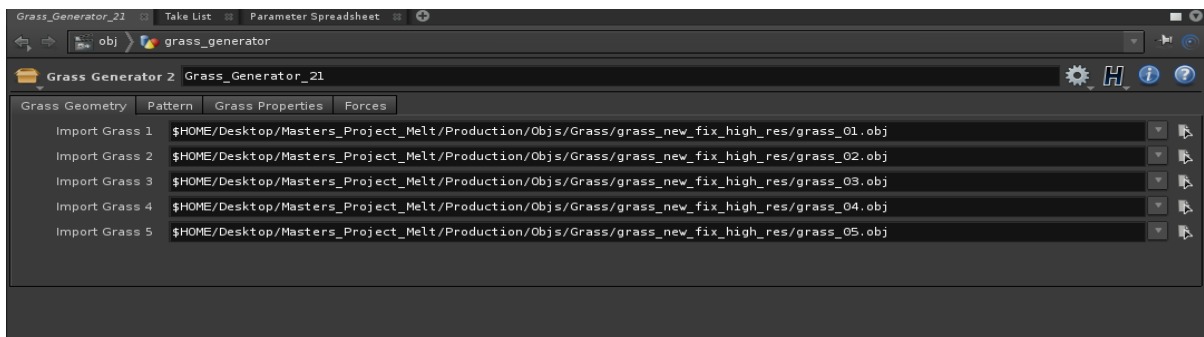 Grass_Generator_21 Take List Parameter Spreadsheet
obj grass_generator
Grass Generator 2 Grass_Generator_21
Grass Geometry Pattern Grass Properties Forces
Import Grass 1 $HOME/Desktop/Masters_Project_Melt/Production/Objs/Grass/grass_new_fix_high_res/grass_01.obj
Import Grass 2 $HOME/Desktop/Masters_Project_Melt/Production/Objs/Grass/grass_new_fix_high_res/grass_02.obj
Import Grass 3 $HOME/Desktop/Masters_Project_Melt/Production/Objs/Grass/grass_new_fix_high_res/grass_03.obj
Import Grass 4 $HOME/Desktop/Masters_Project_Melt/Production/Objs/Grass/grass_new_fix_high_res/grass_04.obj
Import Grass 5 $HOME/Desktop/Masters_Project_Melt/Production/Objs/Grass/grass_new_fix_high_res/grass_05.obj